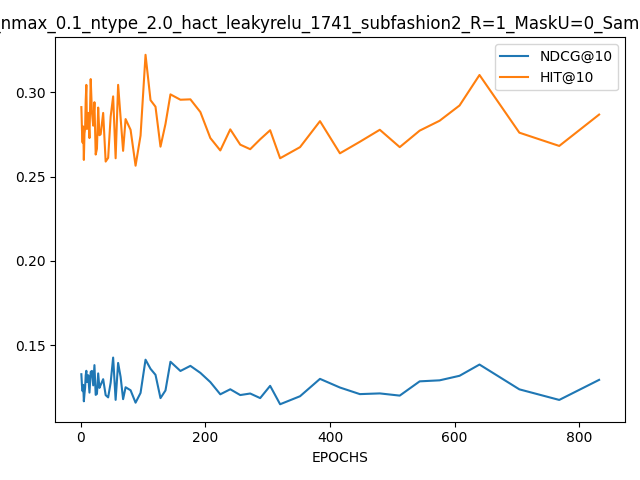 _nmax_0.1_ntype_2.0_hact_leakyrelu_1741_subfashion2_R=1_MaskU=0_Sam
NDCG@10
HIT@10
0.30
0.25
0.20
0.15
0 200 400 600 800
EPOCHS